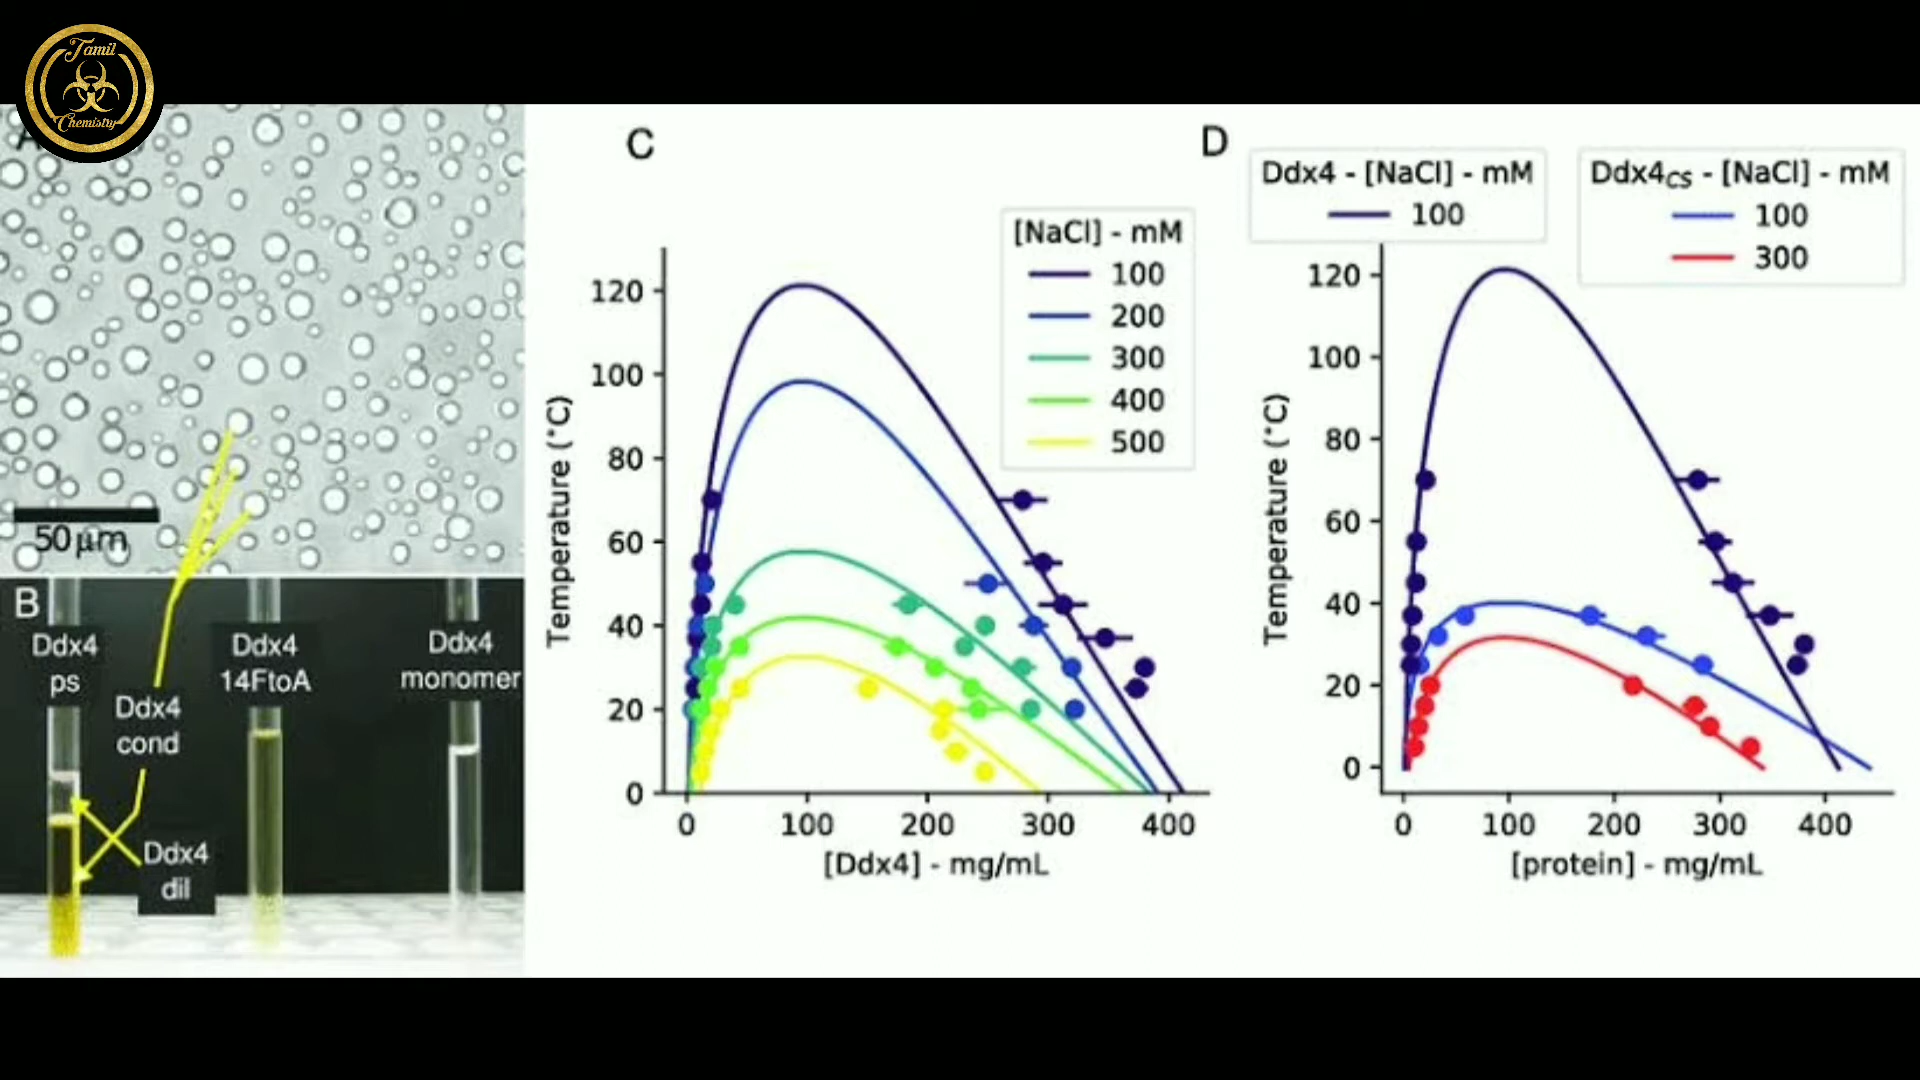 Tamil
Chemistry
A
50 μm
B
Ddx4
ps
Ddx4
cond
Ddx4
dil
Ddx4
14FtoA
Ddx4
monomer
C
[NaCl] - mM
100
200
300
400
500
Temperature (°C)
120
100
80
60
40
20
0
0 100 200 300 400
[Ddx4] - mg/mL
D
Ddx4 - [NaCl] - mM
100
Ddx4CS - [NaCl] - mM
100
300
Temperature (°C)
120
100
80
60
40
20
0
0 100 200 300 400
[protein] - mg/mL